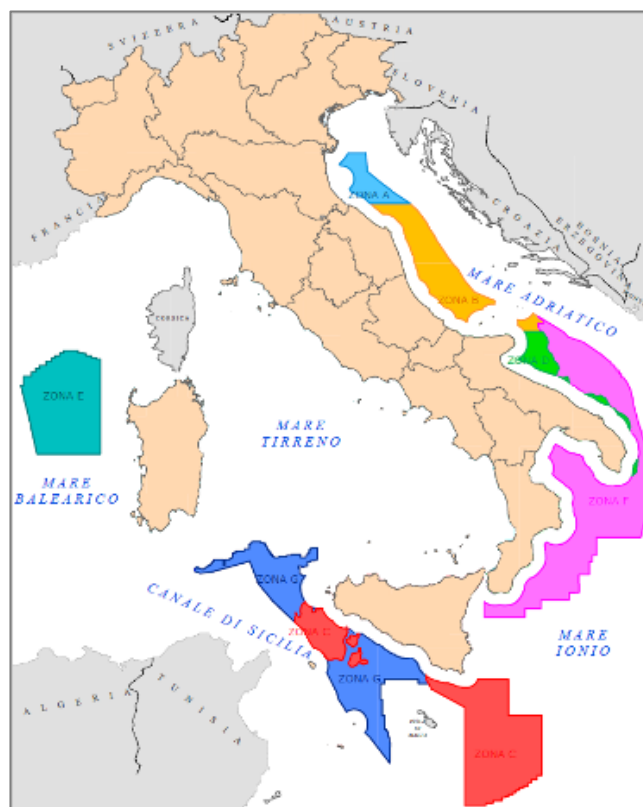 SVIZZERA
AUSTRIA
SLOVENIA
FRANCIA
CROAZIA
BOSNIA
ERZEGOVINA
ZONA A
MARE ADRIATICO
ZONA B
CORSICA
ZONA D
ZONA E
MARE
TIRRENO
MARE
BALEARICO
ZONA F
ZONA G
CANALE DI SICILIA
ZONA C
MARE
IONIO
ZONA G
ALGERIA
TUNISIA
ZONA C